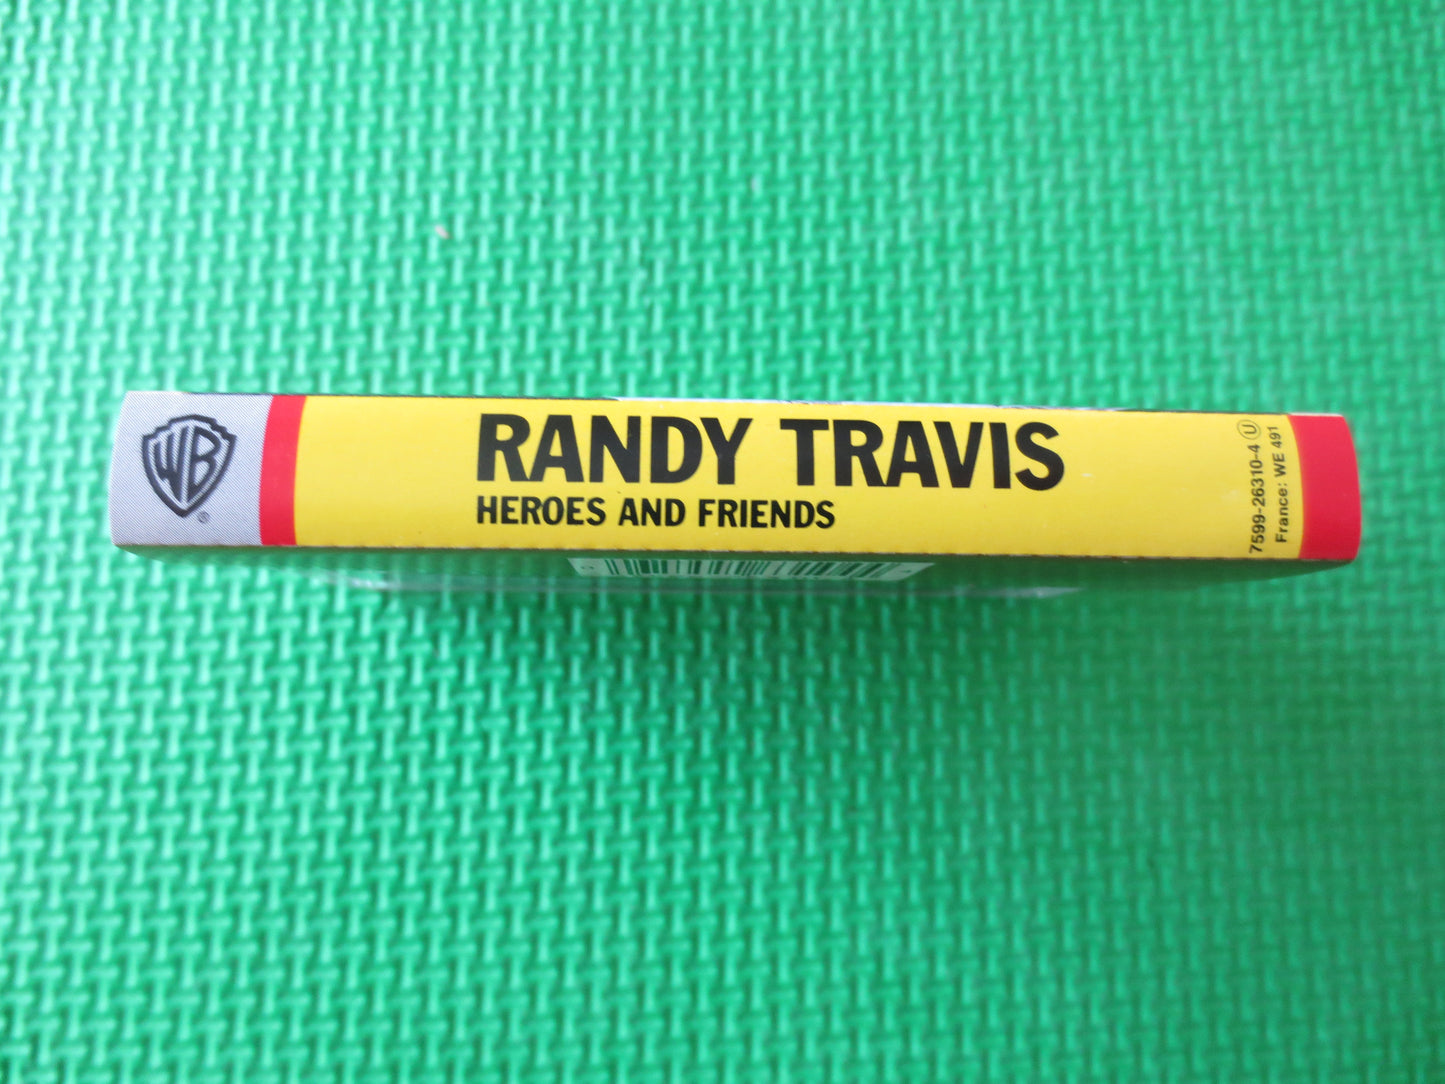 WB
®
RANDY TRAVIS
HEROES AND FRIENDS
7599-26310-4 Ⓤ
France: WE 491